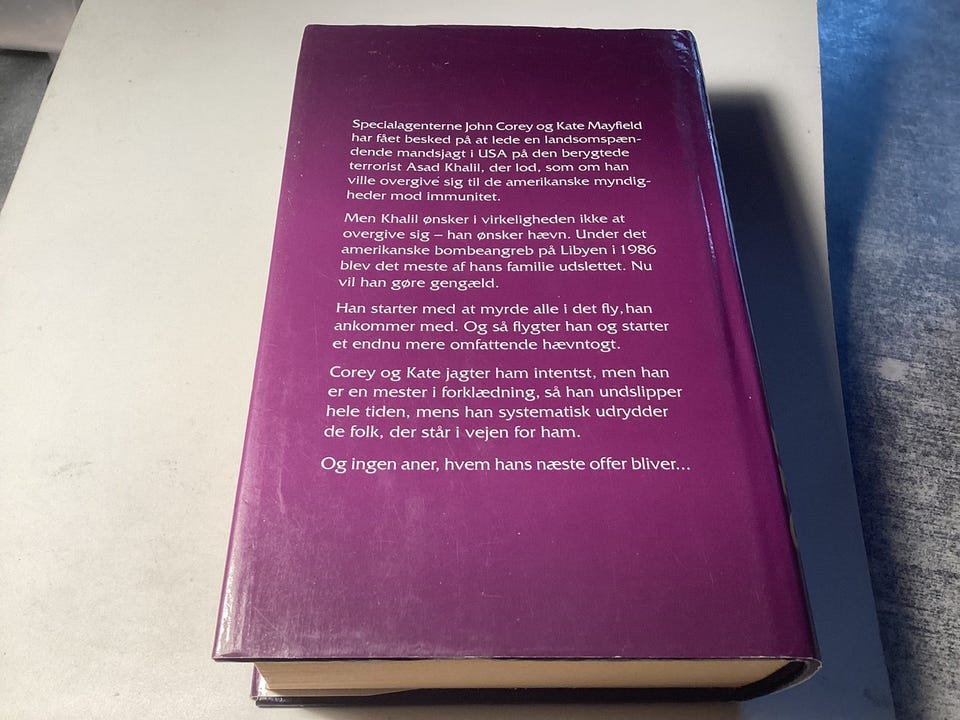 Specialagenterne John Corey og Kate Mayfield
har fået besked på at lede en landsomspæn-
dende mandsjagt i USA på den berygtede
terrorist Asad Khalil, der lod, som om han
ville overgive sig til de amerikanske myndig-
heder mod immunitet.
Men Khalil ønsker i virkeligheden ikke at
overgive sig – han ønsker hævn. Under det
amerikanske bombeangreb på Libyen i 1986
blev det meste af hans familie udslettet. Nu
vil han gøre gengæld.
Han starter med at myrde alle i det fly, han
ankommer med. Og så flygter han og starter
et endnu mere omfattende hævntogt.
Corey og Kate jagter ham intentst, men han
er en mester i forklædning, så han undslipper
hele tiden, mens han systematisk udrydder
de folk, der står i vejen for ham.
Og ingen aner, hvem hans næste offer bliver...